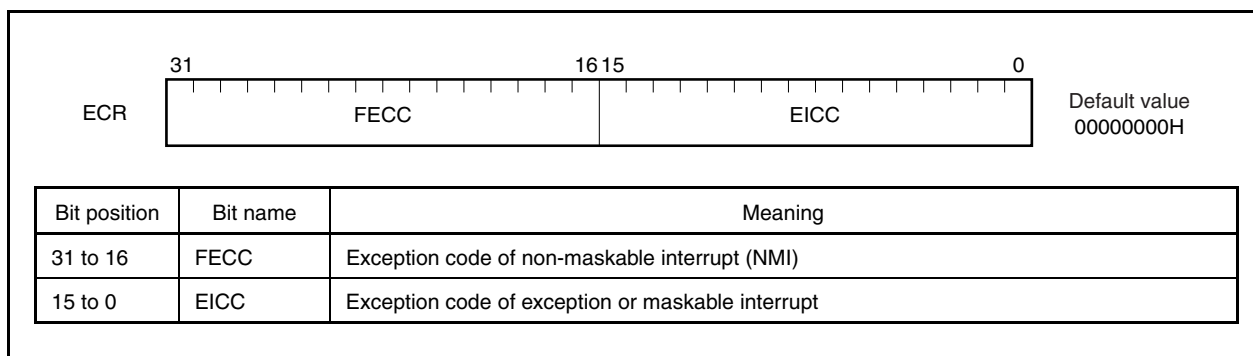 31 16 15 0
ECR FECC EICC Default value
00000000H
Bit position Bit name Meaning
31 to 16 FECC Exception code of non-maskable interrupt (NMI)
15 to 0 EICC Exception code of exception or maskable interrupt